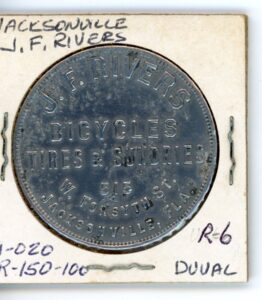 JACKSONVILLE
J. F. RIVERS
J. F. RIVERS
BICYCLES
TIRES & SUNDRIES
W. FORSYTH ST.
JACKSONVILLE, FLA.
R-6
-020
R-150-100
DUVAL